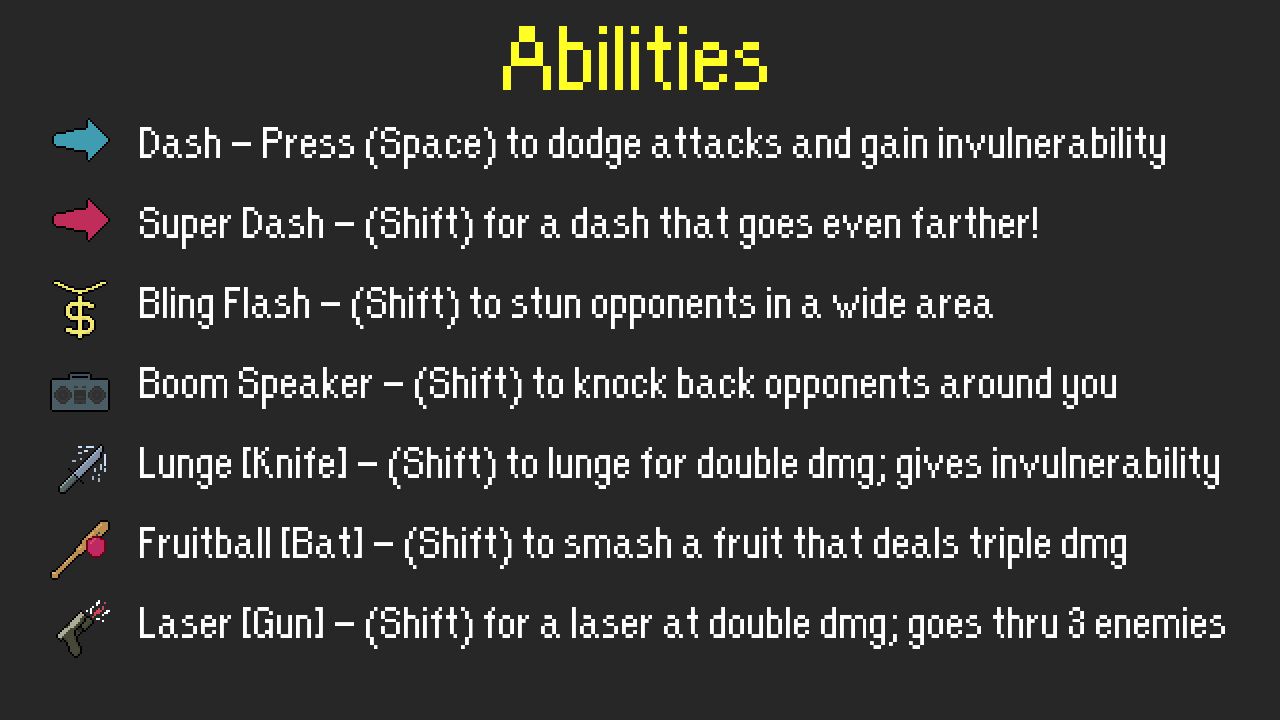 Abilities
Dash – Press (Space) to dodge attacks and gain invulnerability
Super Dash – (Shift) for a dash that goes even farther!
Bling Flash – (Shift) to stun opponents in a wide area
Boom Speaker – (Shift) to knock back opponents around you
Lunge [Knife] – (Shift) to lunge for double dmg; gives invulnerability
Fruitball [Bat] – (Shift) to smash a fruit that deals triple dmg
Laser [Gun] – (Shift) for a laser at double dmg; goes thru 3 enemies